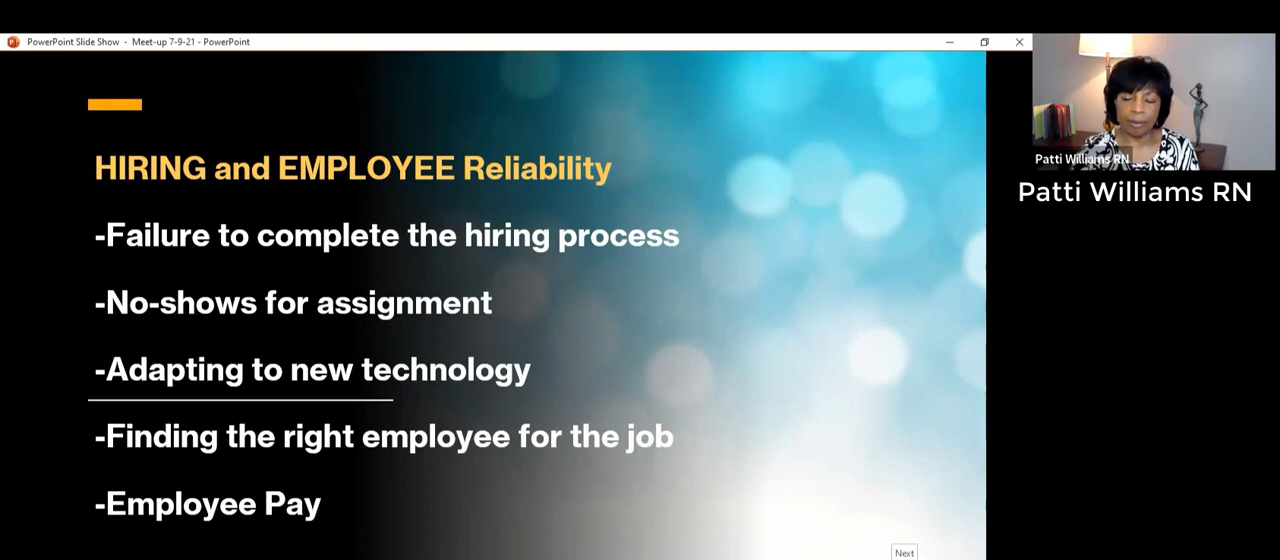 PowerPoint Slide Show - Meet-up 7-9-21 - PowerPoint
HIRING and EMPLOYEE Reliability
-Failure to complete the hiring process
-No-shows for assignment
-Adapting to new technology
-Finding the right employee for the job
-Employee Pay
Next
Patti Williams RN
Patti Williams RN